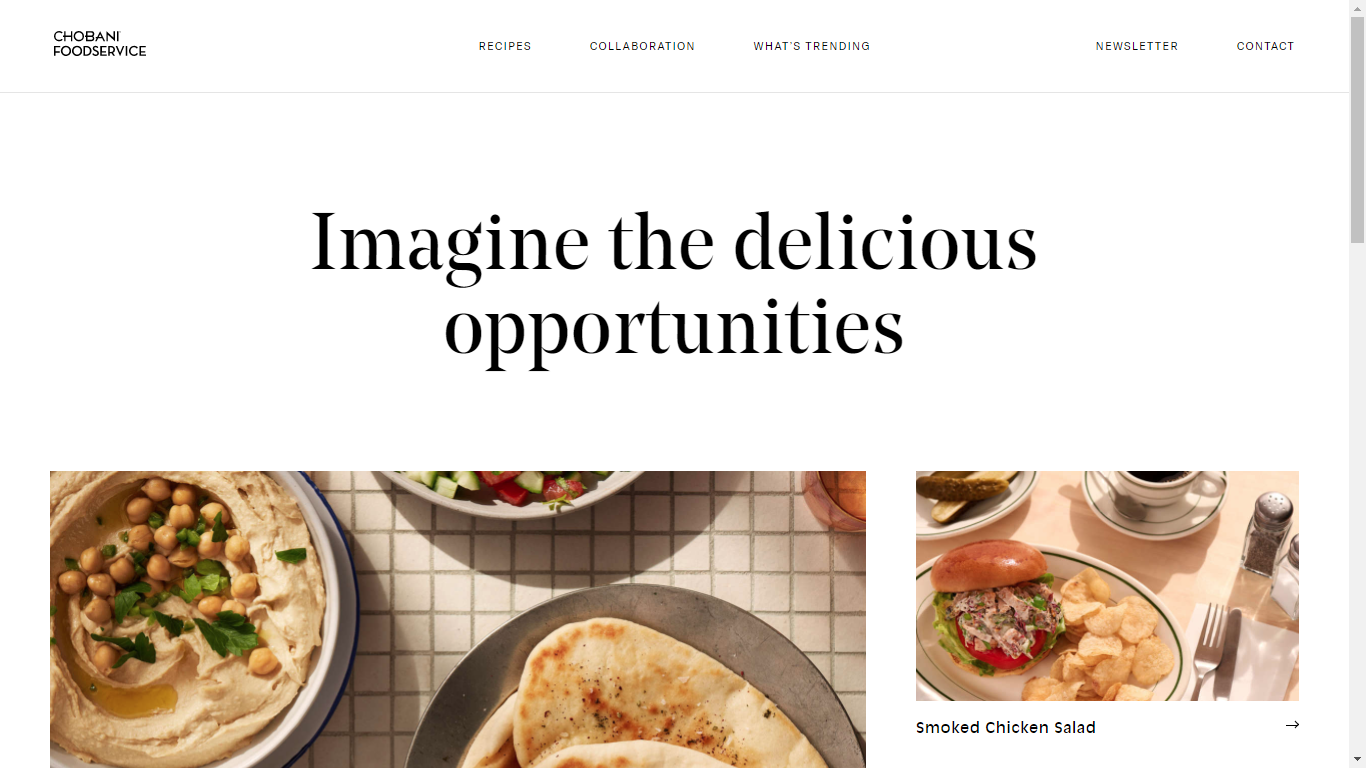 CHOBANI
FOODSERVICE
RECIPES
COLLABORATION
WHAT'S TRENDING
NEWSLETTER
CONTACT
Imagine the delicious
opportunities
Smoked Chicken Salad